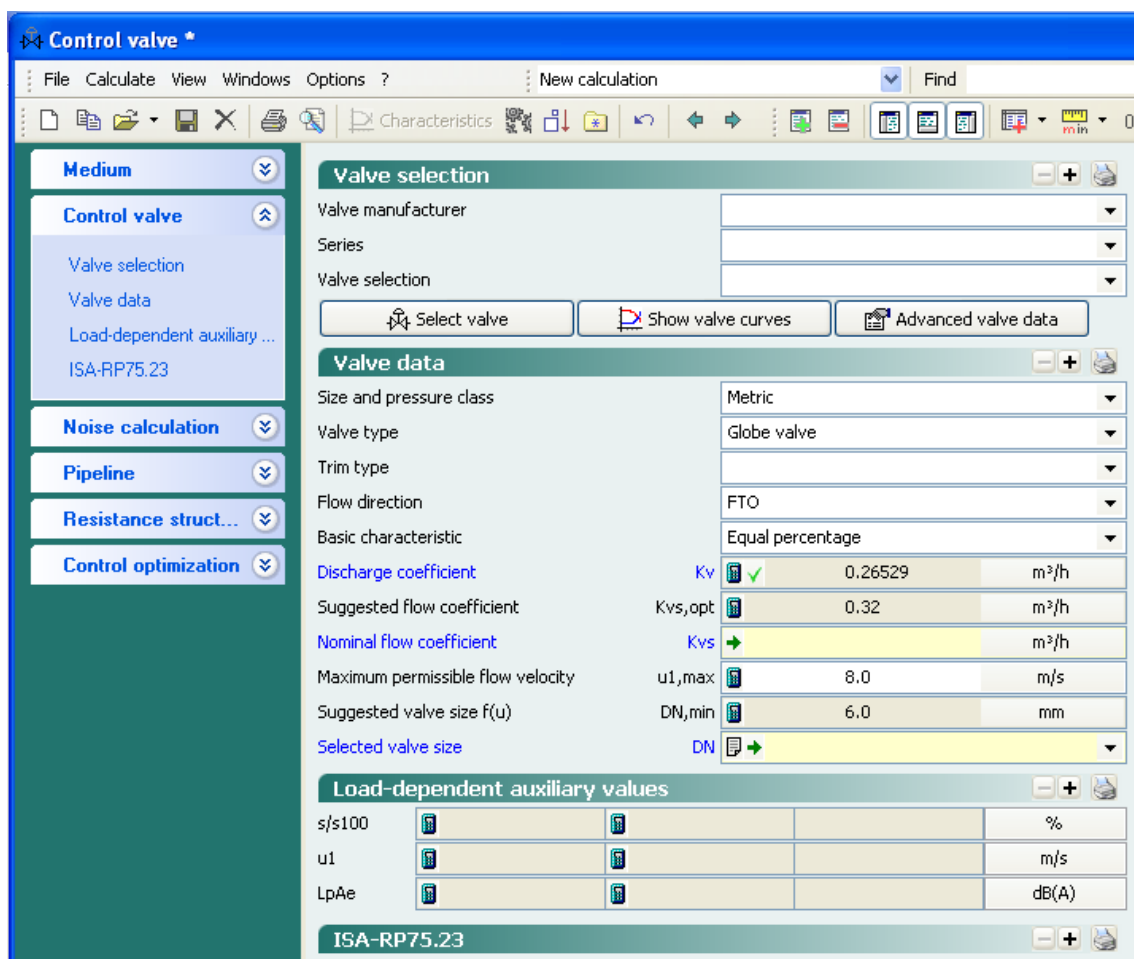 Control valve *
File Calculate View Windows Options ? New calculation Find
Characteristics min 0
Medium
Control valve
Valve selection
Valve data
Load-dependent auxiliary ...
ISA-RP75.23
Noise calculation
Pipeline
Resistance struct...
Control optimization
Valve selection
Valve manufacturer
Series
Valve selection
Select valve Show valve curves Advanced valve data
Valve data
Size and pressure class Metric
Valve type Globe valve
Trim type
Flow direction FTO
Basic characteristic Equal percentage
Discharge coefficient Kv 0.26529 m³/h
Suggested flow coefficient Kvs,opt 0.32 m³/h
Nominal flow coefficient Kvs m³/h
Maximum permissible flow velocity u1,max 8.0 m/s
Suggested valve size f(u) DN,min 6.0 mm
Selected valve size DN
Load-dependent auxiliary values
s/s100 %
u1 m/s
LpAe dB(A)
ISA-RP75.23